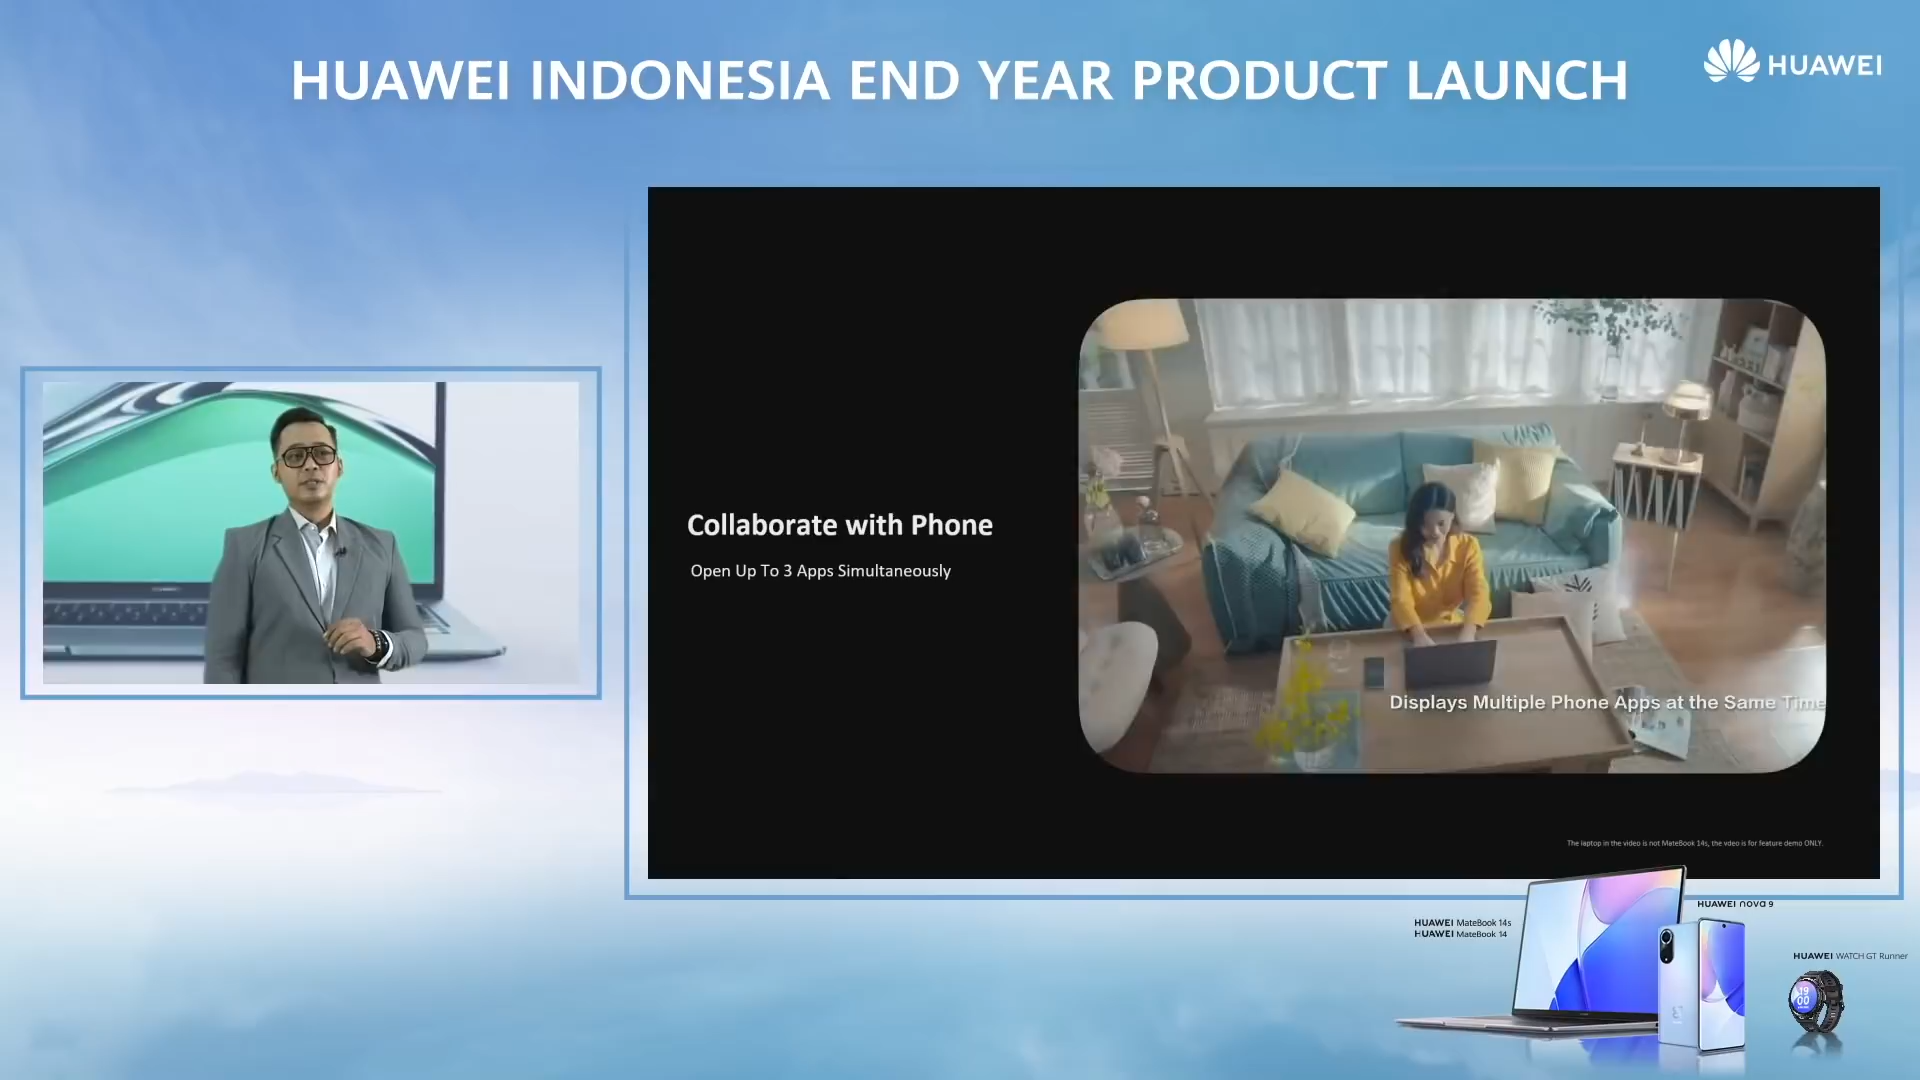 HUAWEI INDONESIA END YEAR PRODUCT LAUNCH
HUAWEI
Collaborate with Phone
Open Up To 3 Apps Simultaneously
Displays Multiple Phone Apps at the Same Time
The laptop in the video is not MateBook 14s, the video is for feature demo ONLY.
HUAWEI nova 9
HUAWEI MateBook 14s
HUAWEI MateBook 14
HUAWEI WATCH GT Runner
19
00